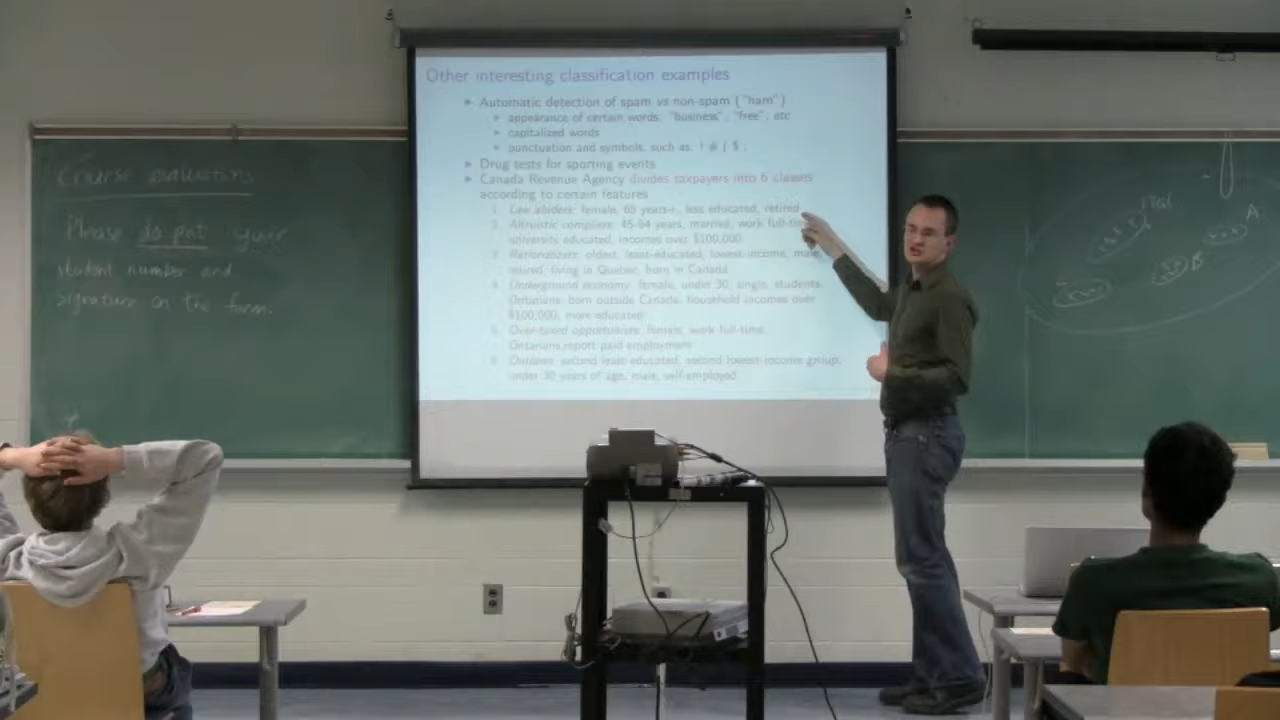 Other interesting classification examples
Automatic detection of spam vs non-spam ("ham")
appearance of certain words: "business", "free", etc
capitalized words
punctuation and symbols, such as: ! # ( $ ;
Drug tests for sporting events
Canada Revenue Agency divides taxpayers into 6 classes
according to certain features
1. Law abiders: female, 65 years+, less educated, retired
2. Altruistic compliers: 45-64 years, married, work full-time
university educated, incomes over $100,000
3. Rationalizers: oldest, least-educated, lowest-income, male
retired, living in Quebec, born in Canada
4. Underground economy: female, under 30, single, students
Ontarians, born outside Canada, household incomes over
$100,000, more educated
5. Over-taxed opportunists: female, work full-time,
Ontarians, report paid employment
6. Outlaws: second least-educated, second lowest-income group,
under 30 years of age, male, self-employed
Course evaluations
Please do put your
student number and
signature on the form.
A
B